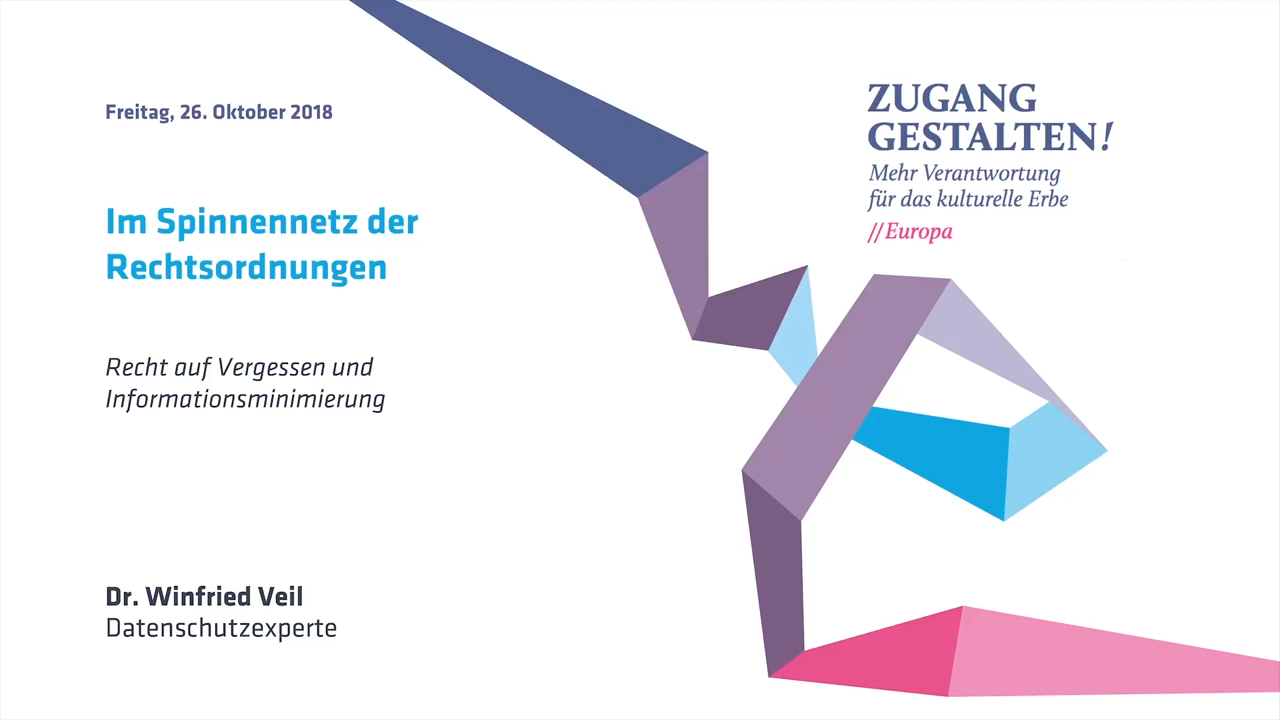 Freitag, 26. Oktober 2018
Im Spinnennetz der
Rechtsordnungen
Recht auf Vergessen und
Informationsminimierung
Dr. Winfried Veil
Datenschutzexperte
ZUGANG
GESTALTEN!
Mehr Verantwortung
für das kulturelle Erbe
//Europa